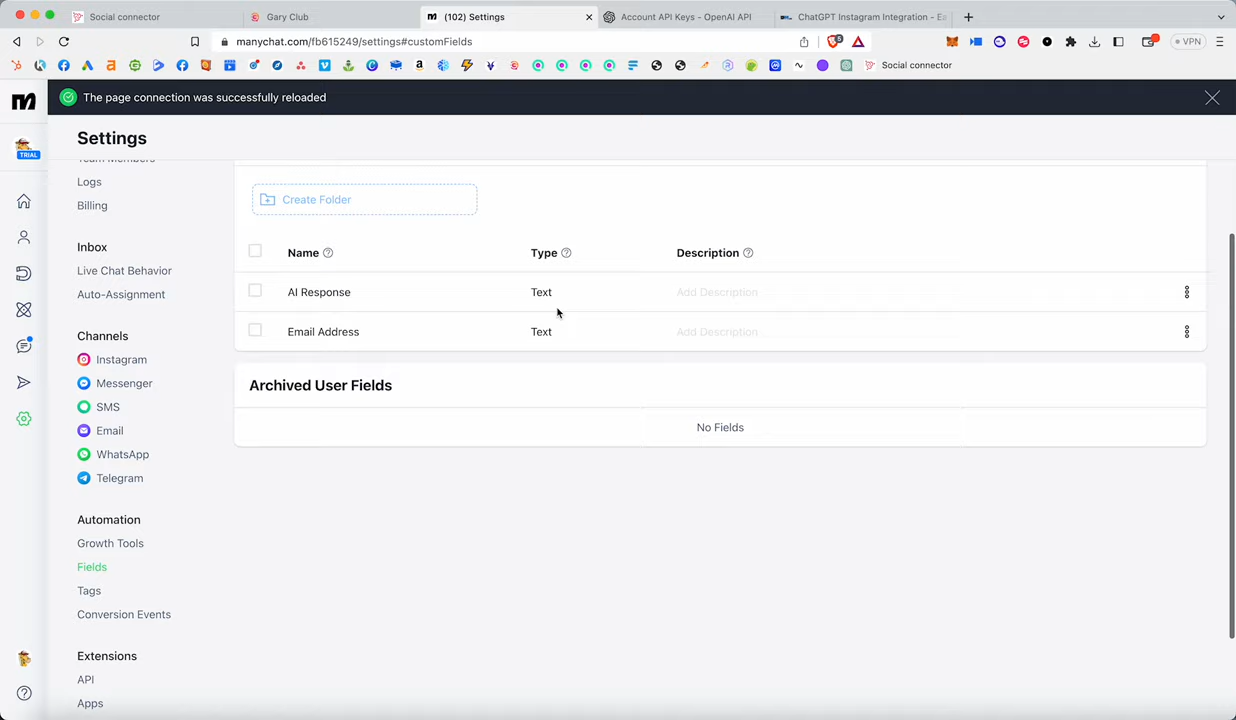 Social connector
Gary Club
(102) Settings
Account API Keys - OpenAI API
ChatGPT Instagram Integration - Ea
manychat.com/fb615249/settings#customFields
VPN
Social connector
The page connection was successfully reloaded
Settings
TRIAL
Team Members
Logs
Billing
Inbox
Live Chat Behavior
Auto-Assignment
Channels
Instagram
Messenger
SMS
Email
WhatsApp
Telegram
Automation
Growth Tools
Fields
Tags
Conversion Events
Extensions
API
Apps
Create Folder
Name
Type
Description
AI Response
Text
Add Description
Email Address
Text
Add Description
Archived User Fields
No Fields